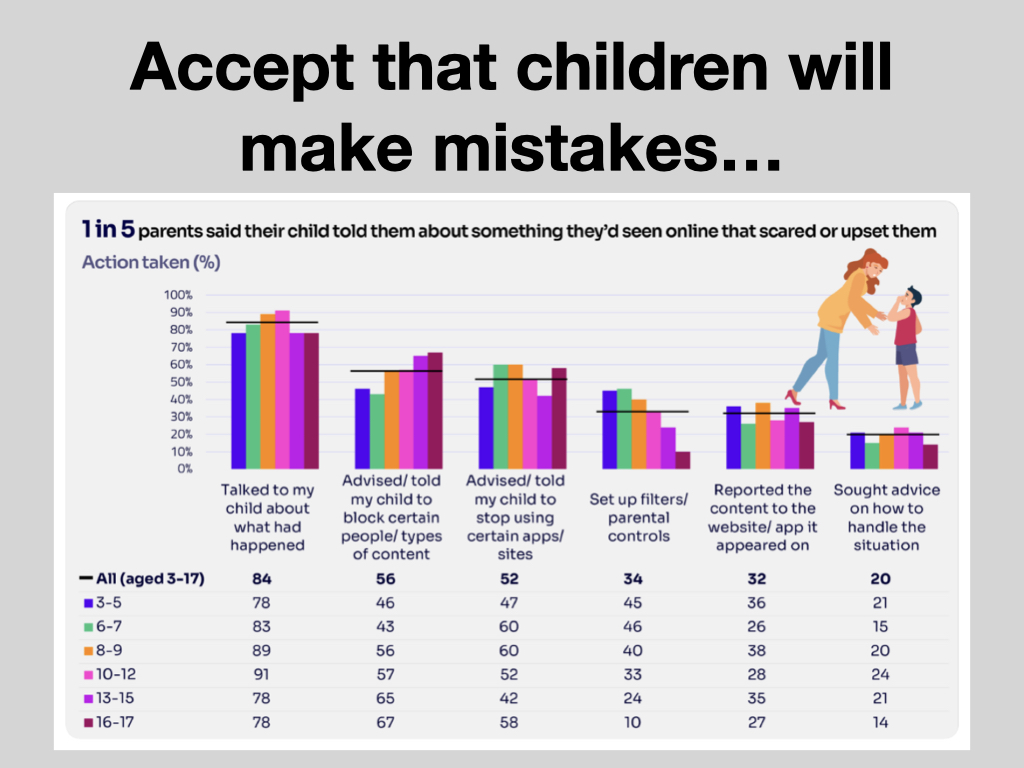 Accept that children will
make mistakes...
1 in 5 parents said their child told them about something they'd seen online that scared or upset them
Action taken (%)
100%
90%
80%
70%
60%
50%
40%
30%
20%
10%
0%
Talked to my
child about
what had
happened
Advised/ told
my child to
block certain
people/ types
of content
Advised/ told
my child to
stop using
certain apps/
sites
Set up filters/
parental
controls
Reported the
content to the
website/ app it
appeared on
Sought advice
on how to
handle the
situation
All (aged 3-17) 84 56 52 34 32 20
3-5 78 46 47 45 36 21
6-7 83 43 60 46 26 15
8-9 89 56 60 40 38 20
10-12 91 57 52 33 28 24
13-15 78 65 42 24 35 21
16-17 78 67 58 10 27 14